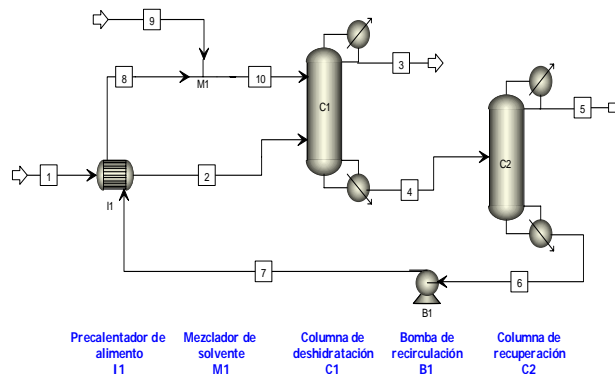 9
8
M1
10
3
C1
1
I1
2
4
C2
5
7
B1
6
Precalentador de
alimento
I1
Mezclador de
solvente
M1
Columna de
deshidratación
C1
Bomba de
recirculación
B1
Columna de
recuperación
C2